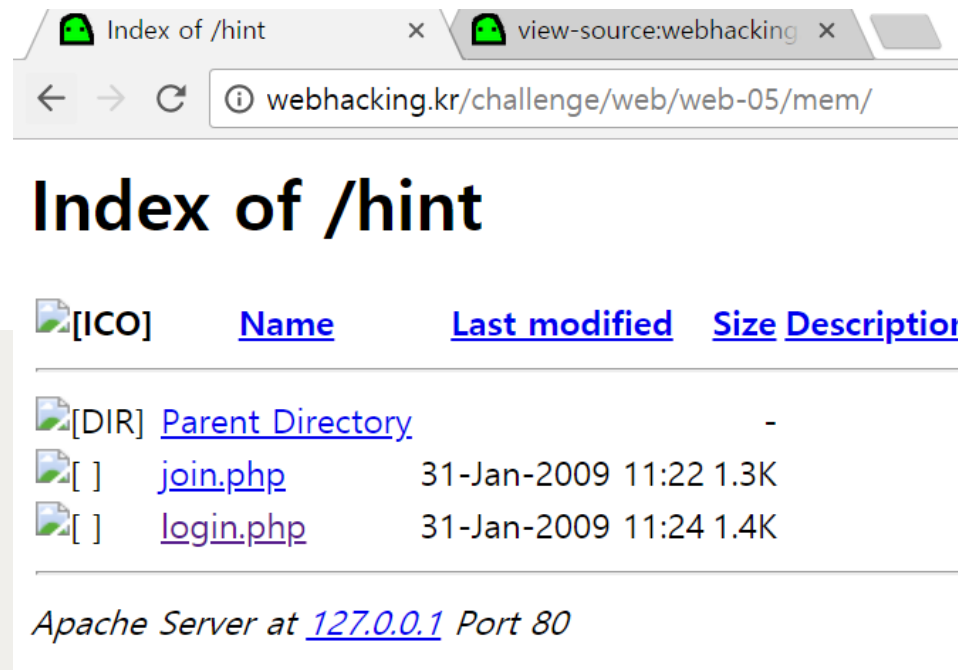 Index of /hint
view-source:webhacking
webhacking.kr/challenge/web/web-05/mem/
Index of /hint
[ICO] Name Last modified Size Description
[DIR] Parent Directory -
[ ] join.php 31-Jan-2009 11:22 1.3K
[ ] login.php 31-Jan-2009 11:24 1.4K
Apache Server at 127.0.0.1 Port 80